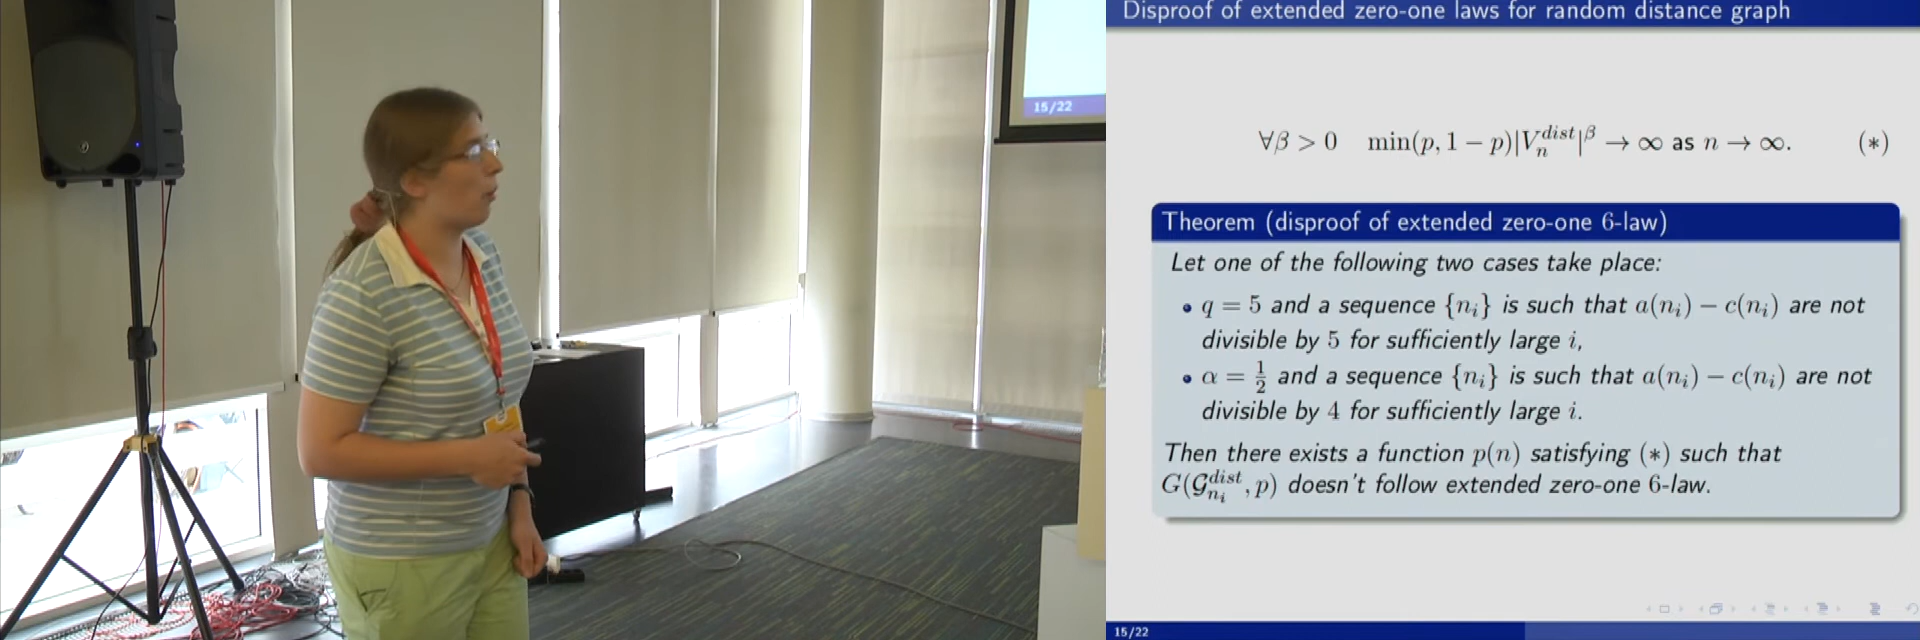 15/22
Disproof of extended zero-one laws for random distance graph
∀β > 0 min(p, 1 − p)|V_n^{dist}|^β → ∞ as n → ∞. (∗)
Theorem (disproof of extended zero-one 6-law)
Let one of the following two cases take place:
• q = 5 and a sequence {n_i} is such that a(n_i) − c(n_i) are not
divisible by 5 for sufficiently large i,
• α = 1/2 and a sequence {n_i} is such that a(n_i) − c(n_i) are not
divisible by 4 for sufficiently large i.
Then there exists a function p(n) satisfying (∗) such that
G(𝒢_{n_i}^{dist}, p) doesn't follow extended zero-one 6-law.
15/22